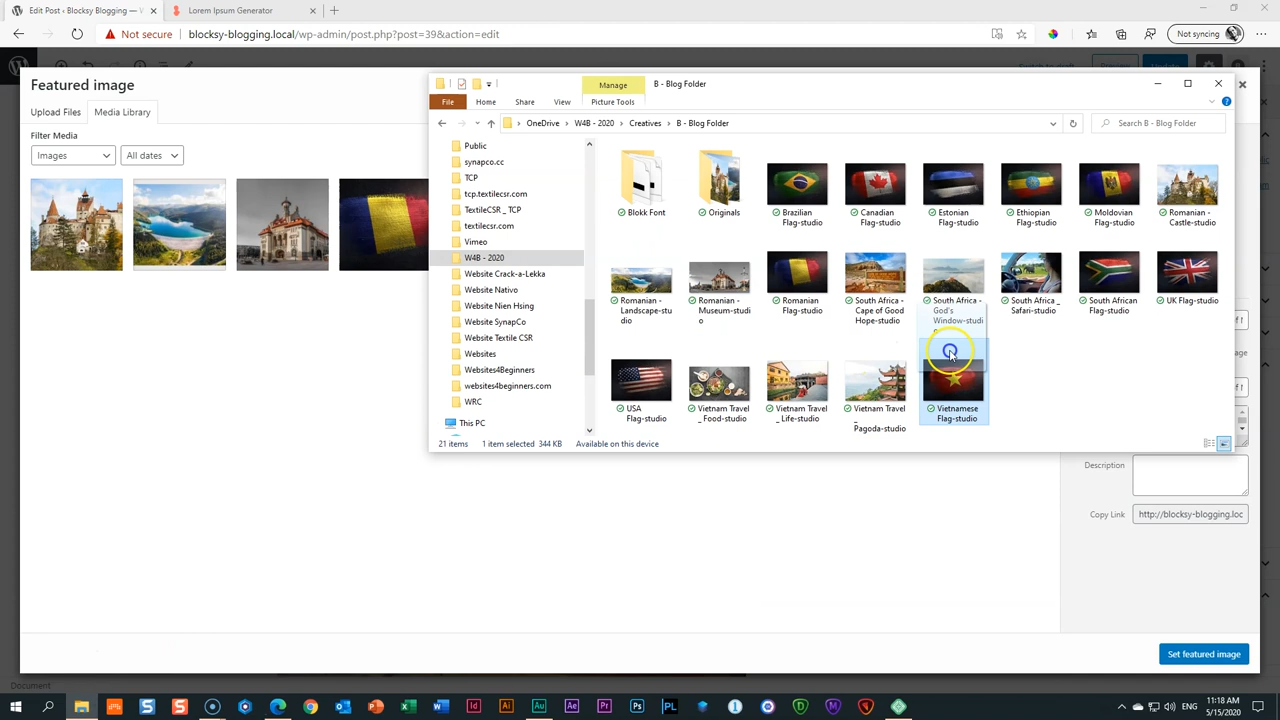 Edit Post ‹ Blocksy Blogging — W
Lorem Ipsum Generator
Not secure
blocksy-blogging.local/wp-admin/post.php?post=39&action=edit
Not syncing
Featured image
Upload Files
Media Library
Filter Media
Images
All dates
Manage
B - Blog Folder
File
Home
Share
View
Picture Tools
OneDrive › W4B - 2020 › Creatives › B - Blog Folder
Search B - Blog Folder
Public
synapco.cc
TCP
tcp.textilecsr.com
TextileCSR _ TCP
textilecsr.com
Vimeo
W4B - 2020
Website Crack-a-Lekka
Website Nativo
Website Nien Hsing
Website SynapCo
Website Textile CSR
Websites
Websites4Beginners
websites4beginners.com
WRC
This PC
Blokk Font
Originals
Brazilian Flag-studio
Canadian Flag-studio
Estonian Flag-studio
Ethiopian Flag-studio
Moldovian Flag-studio
Romanian - Castle-studio
Romanian - Landscape-studio
Romanian - Museum-studio
Romanian Flag-studio
South Africa - Cape of Good Hope-studio
South Africa - God's Window-studi
South Africa _ Safari-studio
South African Flag-studio
UK Flag-studio
USA Flag-studio
Vietnam Travel _ Food-studio
Vietnam Travel _ Life-studio
Vietnam Travel _ Pagoda-studio
Vietnamese Flag-studio
21 items
1 item selected 344 KB
Available on this device
Description
Copy Link
http://blocksy-blogging.loc
Set featured image
Document
ENG
11:18 AM
5/15/2020